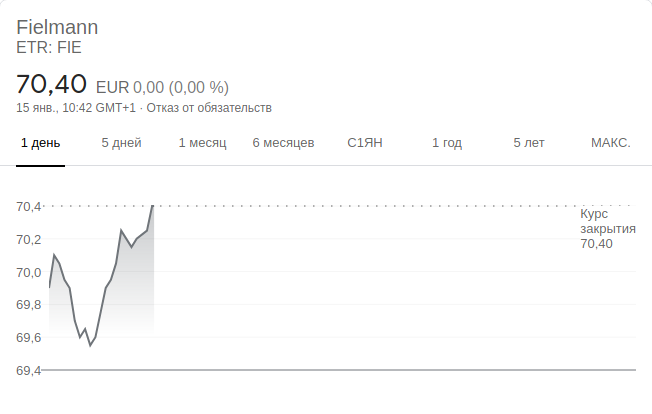 Fielmann
ETR: FIE
70,40 EUR 0,00 (0,00 %)
15 янв., 10:42 GMT+1 · Отказ от обязательств
1 день 5 дней 1 месяц 6 месяцев С1ЯН 1 год 5 лет МАКС.
70,4
70,2
70,0
69,8
69,6
69,4
Курс
закрытия
70,40